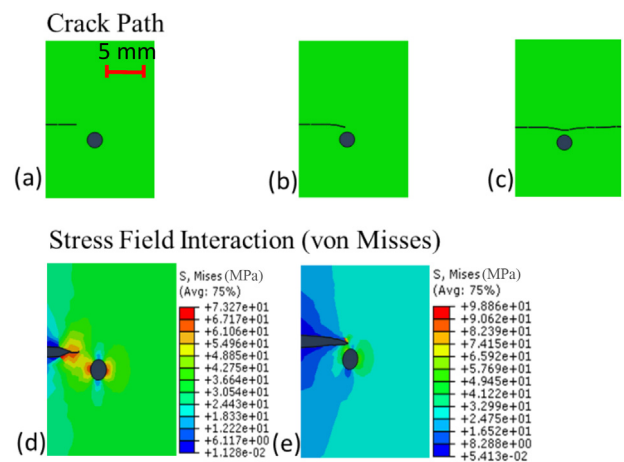 Crack Path
5 mm
(a)
(b)
(c)
Stress Field Interaction (von Misses)
S, Mises (MPa)
(Avg: 75%)
+7.327e+01
+6.717e+01
+6.106e+01
+5.496e+01
+4.885e+01
+4.275e+01
+3.664e+01
+3.054e+01
+2.443e+01
+1.833e+01
+1.222e+01
+6.117e+00
+1.128e-02
(d)
S, Mises (MPa)
(Avg: 75%)
+9.886e+01
+9.062e+01
+8.239e+01
+7.415e+01
+6.592e+01
+5.769e+01
+4.945e+01
+4.122e+01
+3.299e+01
+2.475e+01
+1.652e+01
+8.288e+00
+5.413e-02
(e)